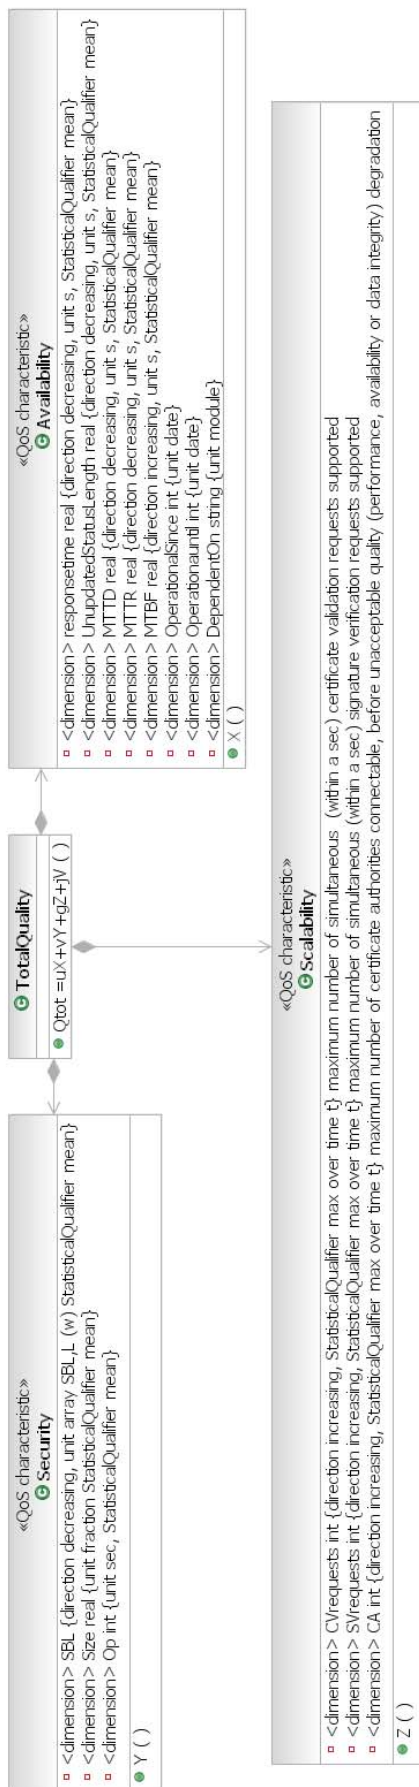 «QoS characteristic»
Security
<dimension> SBL {direction decreasing, unit array SBL,L (w) StatisticalQualifier mean}
<dimension> Size real {unit fraction StatisticalQualifier mean}
<dimension> Op int {unit sec, StatisticalQualifier mean}
Y ( )
TotalQuality
Qtot =uX+vY+gZ+jV ( )
«QoS characteristic»
Availability
<dimension> responsetime real {direction decreasing, unit s, StatisticalQualifier mean}
<dimension> UnupdatedStatusLength real {direction decreasing, unit s, StatisticalQualifier mean}
<dimension> MTTD real {direction decreasing, unit s, StatisticalQualifier mean}
<dimension> MTTR real {direction decreasing, unit s, StatisticalQualifier mean}
<dimension> MTBF real {direction increasing, unit s, StatisticalQualifier mean}
<dimension> OperationalSince int {unit date}
<dimension> Operationauntil int {unit date}
<dimension> DependentOn string {unit module}
X ( )
«QoS characteristic»
Scalability
<dimension> CVrequests int {direction increasing, StatisticalQualifier max over time t} maximum number of simultaneous (within a sec) certificate validation requests supported
<dimension> SVrequests int {direction increasing, StatisticalQualifier max over time t} maximum number of simultaneous (within a sec) signature verification requests supported
<dimension> CA int {direction increasing, StatisticalQualifier max over time t} maximum number of certificate authorities connectable, before unacceptable quality (performance, availability or data integrity) degradation
Z ( )